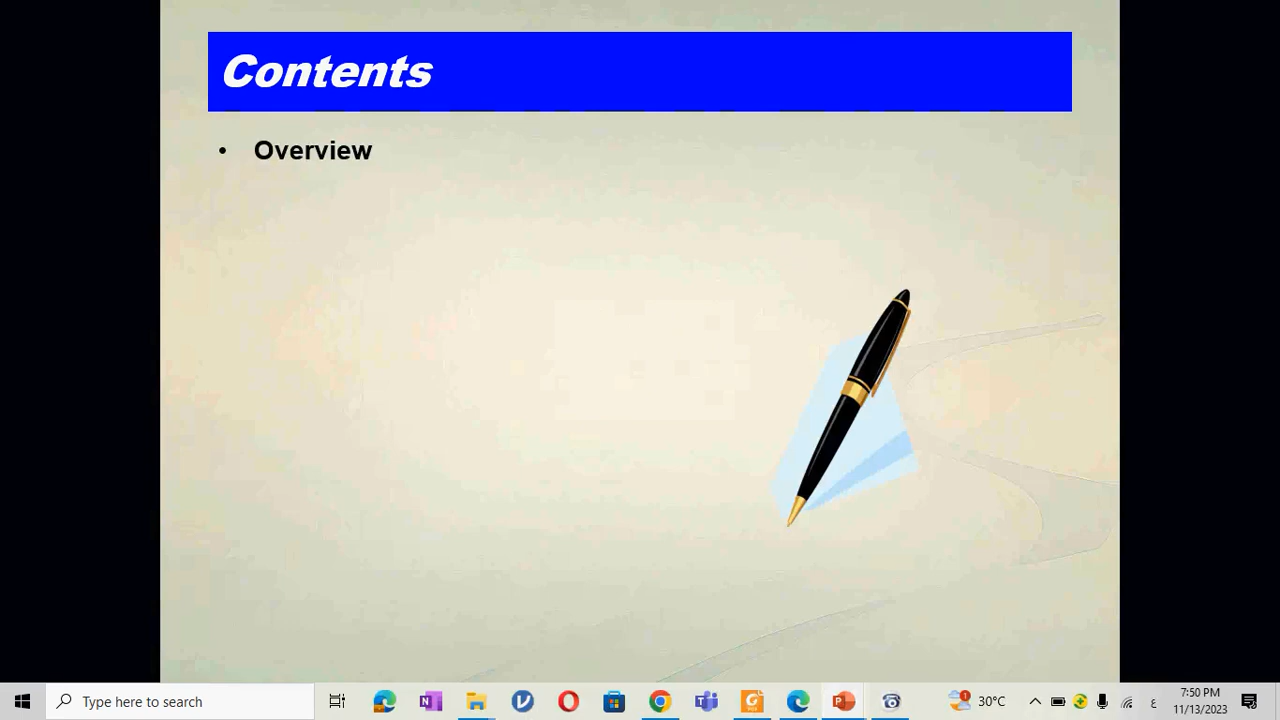 Contents
• Overview
Type here to search
30°C
ع
7:50 PM
11/13/2023